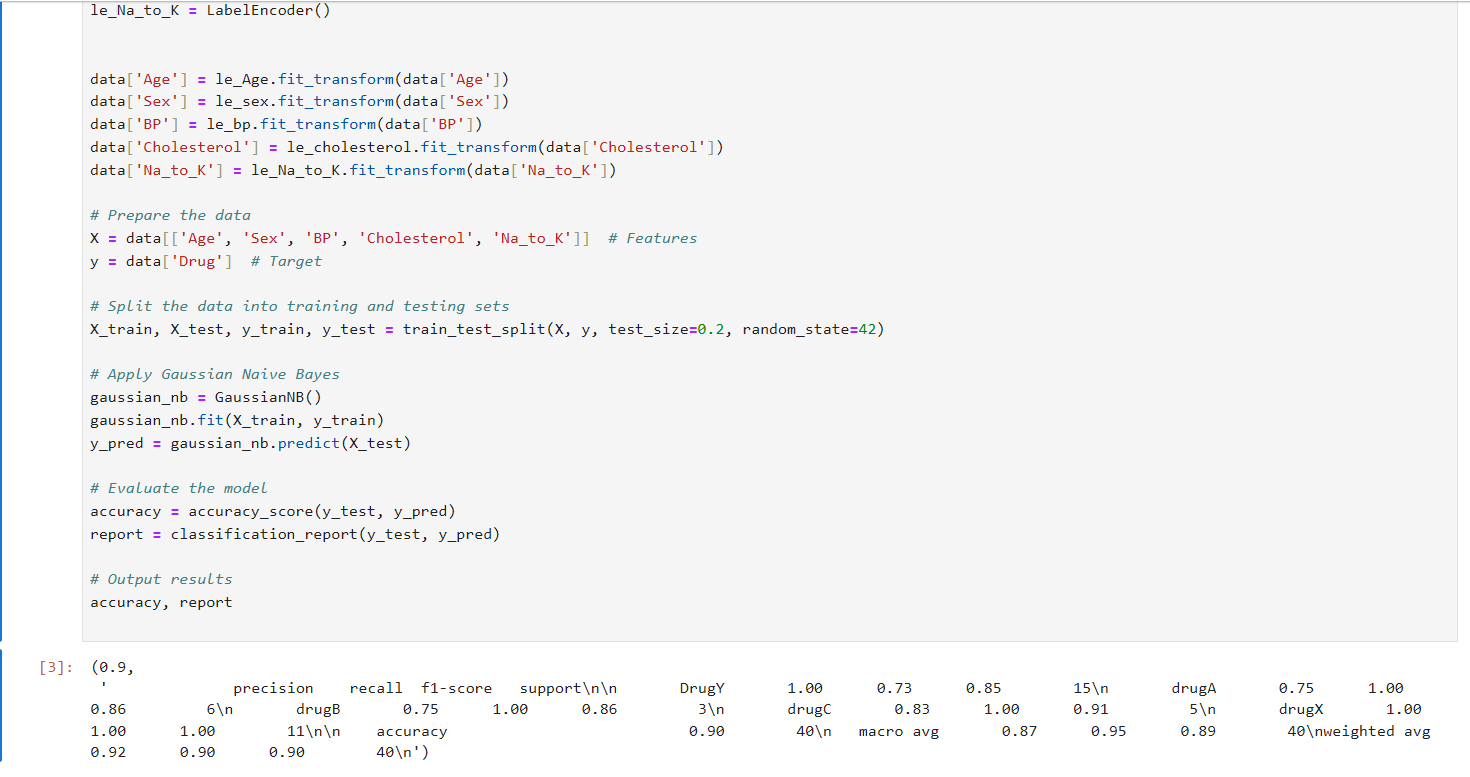 le_Na_to_K = LabelEncoder()
data['Age'] = le_Age.fit_transform(data['Age'])
data['Sex'] = le_sex.fit_transform(data['Sex'])
data['BP'] = le_bp.fit_transform(data['BP'])
data['Cholesterol'] = le_cholesterol.fit_transform(data['Cholesterol'])
data['Na_to_K'] = le_Na_to_K.fit_transform(data['Na_to_K'])
# Prepare the data
X = data[['Age', 'Sex', 'BP', 'Cholesterol', 'Na_to_K']]  # Features
y = data['Drug']  # Target
# Split the data into training and testing sets
X_train, X_test, y_train, y_test = train_test_split(X, y, test_size=0.2, random_state=42)
# Apply Gaussian Naive Bayes
gaussian_nb = GaussianNB()
gaussian_nb.fit(X_train, y_train)
y_pred = gaussian_nb.predict(X_test)
# Evaluate the model
accuracy = accuracy_score(y_test, y_pred)
report = classification_report(y_test, y_pred)
# Output results
accuracy, report
[3]: (0.9,
'              precision    recall  f1-score   support\n\n       DrugY       1.00      0.73      0.85        15\n       drugA       0.75      1.00
0.86         6\n       drugB       0.75      1.00      0.86         3\n       drugC       0.83      1.00      0.91         5\n       drugX       1.00
1.00      1.00        11\n\n    accuracy                           0.90        40\n   macro avg       0.87      0.95      0.89        40\nweighted avg
0.92      0.90      0.90        40\n')